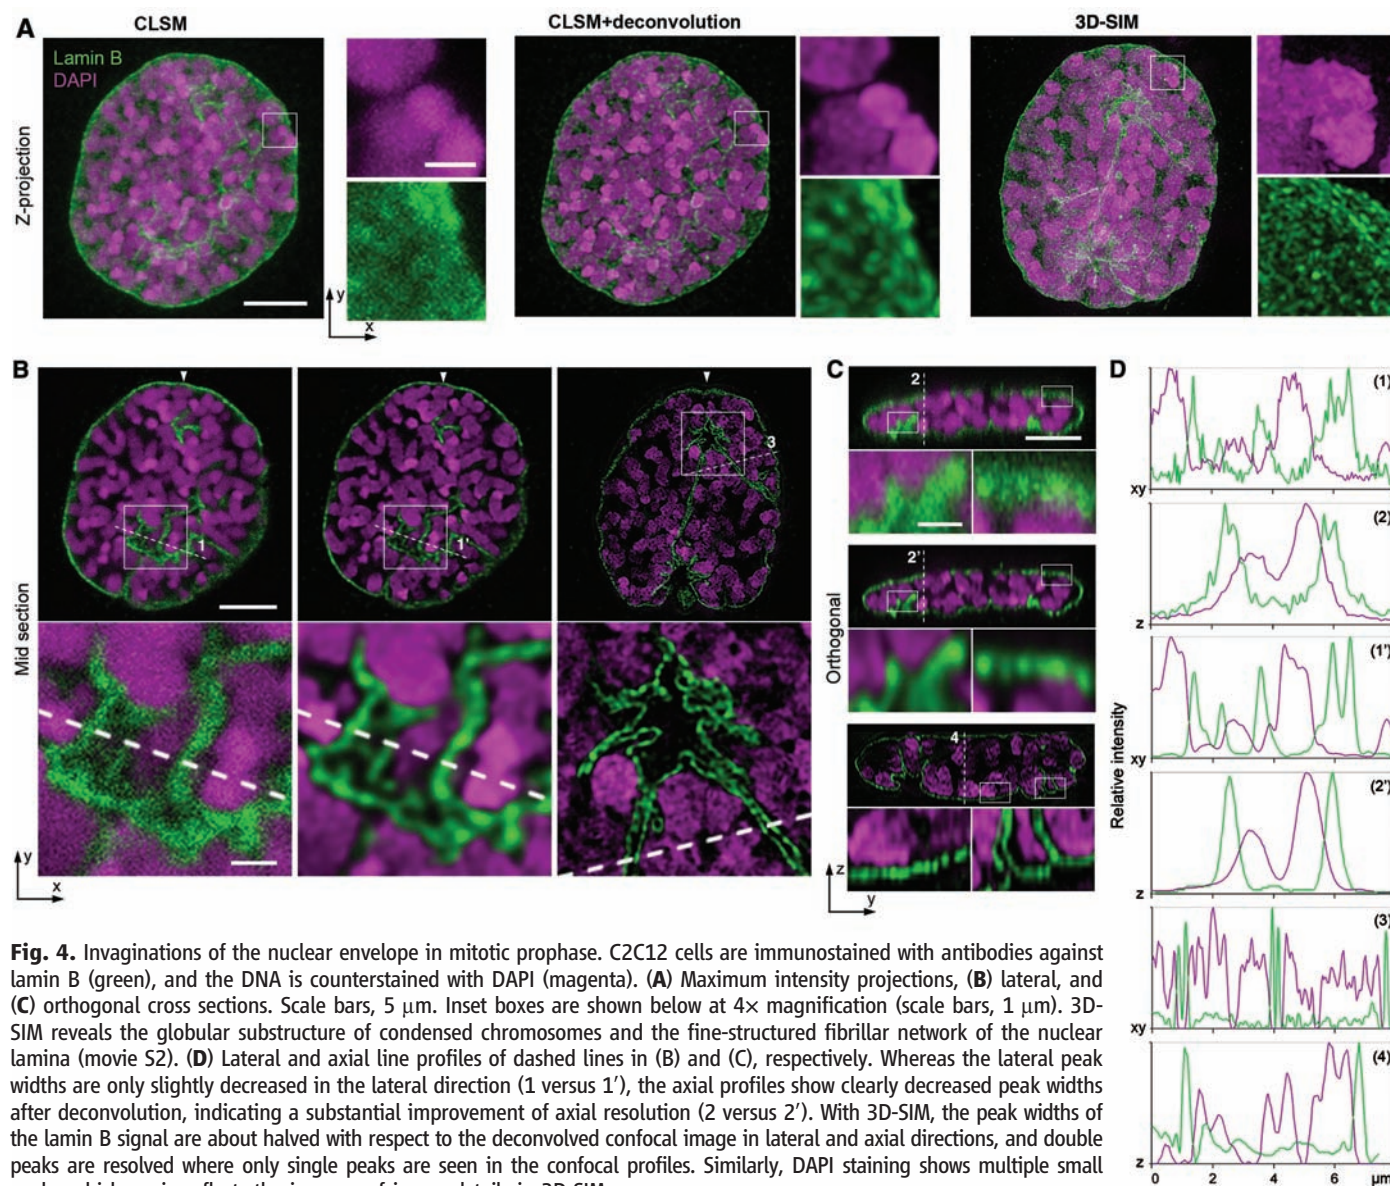 A
CLSM
CLSM+deconvolution
3D-SIM
Lamin B
DAPI
Z-projection
y
x
B
1
1'
3
Mid section
y
x
C
2
2'
4
Orthogonal
z
y
D
(1)
xy
(2)
z
(1')
xy
(2')
z
(3)
xy
(4)
z
Relative intensity
0 2 4 6 μm
Fig. 4. Invaginations of the nuclear envelope in mitotic prophase. C2C12 cells are immunostained with antibodies against
lamin B (green), and the DNA is counterstained with DAPI (magenta). (A) Maximum intensity projections, (B) lateral, and
(C) orthogonal cross sections. Scale bars, 5 μm. Inset boxes are shown below at 4× magnification (scale bars, 1 μm). 3D-
SIM reveals the globular substructure of condensed chromosomes and the fine-structured fibrillar network of the nuclear
lamina (movie S2). (D) Lateral and axial line profiles of dashed lines in (B) and (C), respectively. Whereas the lateral peak
widths are only slightly decreased in the lateral direction (1 versus 1′), the axial profiles show clearly decreased peak widths
after deconvolution, indicating a substantial improvement of axial resolution (2 versus 2′). With 3D-SIM, the peak widths of
the lamin B signal are about halved with respect to the deconvolved confocal image in lateral and axial directions, and double
peaks are resolved where only single peaks are seen in the confocal profiles. Similarly, DAPI staining shows multiple small